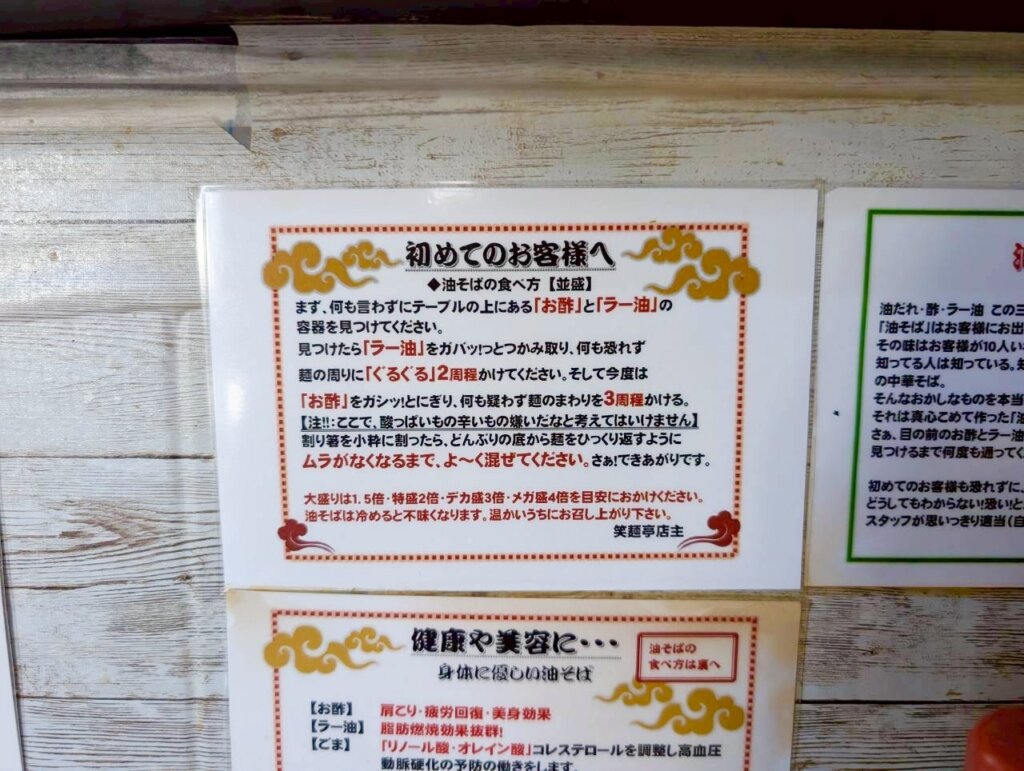 初めてのお客様へ
◆油そばの食べ方【並盛】
まず、何も言わずにテーブルの上にある「お酢」と「ラー油」の
容器を見つけてください。
見つけたら「ラー油」をガバッ!っとつかみ取り、何も恐れず
麺の周りに「ぐるぐる」2周程かけてください。そして今度は
「お酢」をガシッ!とにぎり、何も疑わず麺のまわりを3周程かける。
【注!!:ここで、酸っぱいもの辛いもの嫌いだなと考えてはいけません】
割り箸を小粋に割ったら、どんぶりの底から麺をひっくり返すように
ムラがなくなるまで、よ〜く混ぜてください。さぁ!できあがりです。
大盛りは1.5倍・特盛2倍・デカ盛3倍・メガ盛4倍を目安におかけください。
油そばは冷めると不味くなります。温かいうちにお召し上がり下さい。
笑麺亭店主
油だれ・酢・ラー油 この三
「油そば」はお客様にお出
その味はお客様が10人い
知ってる人は知っている。知
の中華そば。
そんなおかしなものを本当
それは真心こめて作った「油
さぁ、目の前のお酢とラー油
見つけるまで何度も通ってく
初めてのお客様も恐れずに、
どうしてもわからない!恐い!と
スタッフが思いっきり適当(自
健康や美容に・・・
身体に優しい油そば
油そばの
食べ方は裏へ
【お酢】 肩こり・疲労回復・美身効果
【ラー油】 脂肪燃焼効果抜群!
【ごま】 「リノール酸・オレイン酸」コレステロールを調整し高血圧
動脈硬化の予防の働きをします。